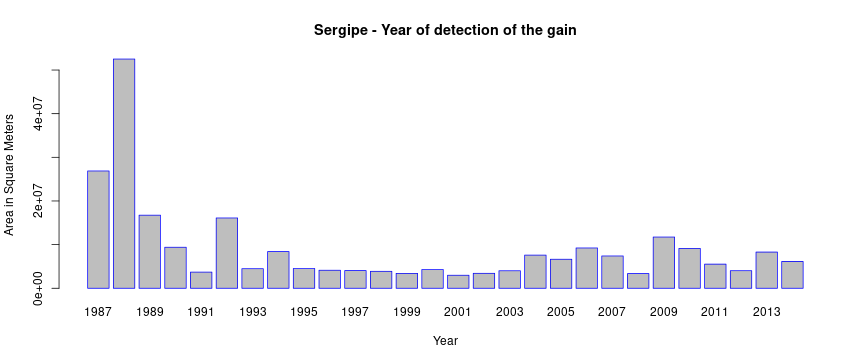 Sergipe - Year of detection of the gain
Area in Square Meters
4e+07
2e+07
0e+00
1987 1989 1991 1993 1995 1997 1999 2001 2003 2005 2007 2009 2011 2013
Year